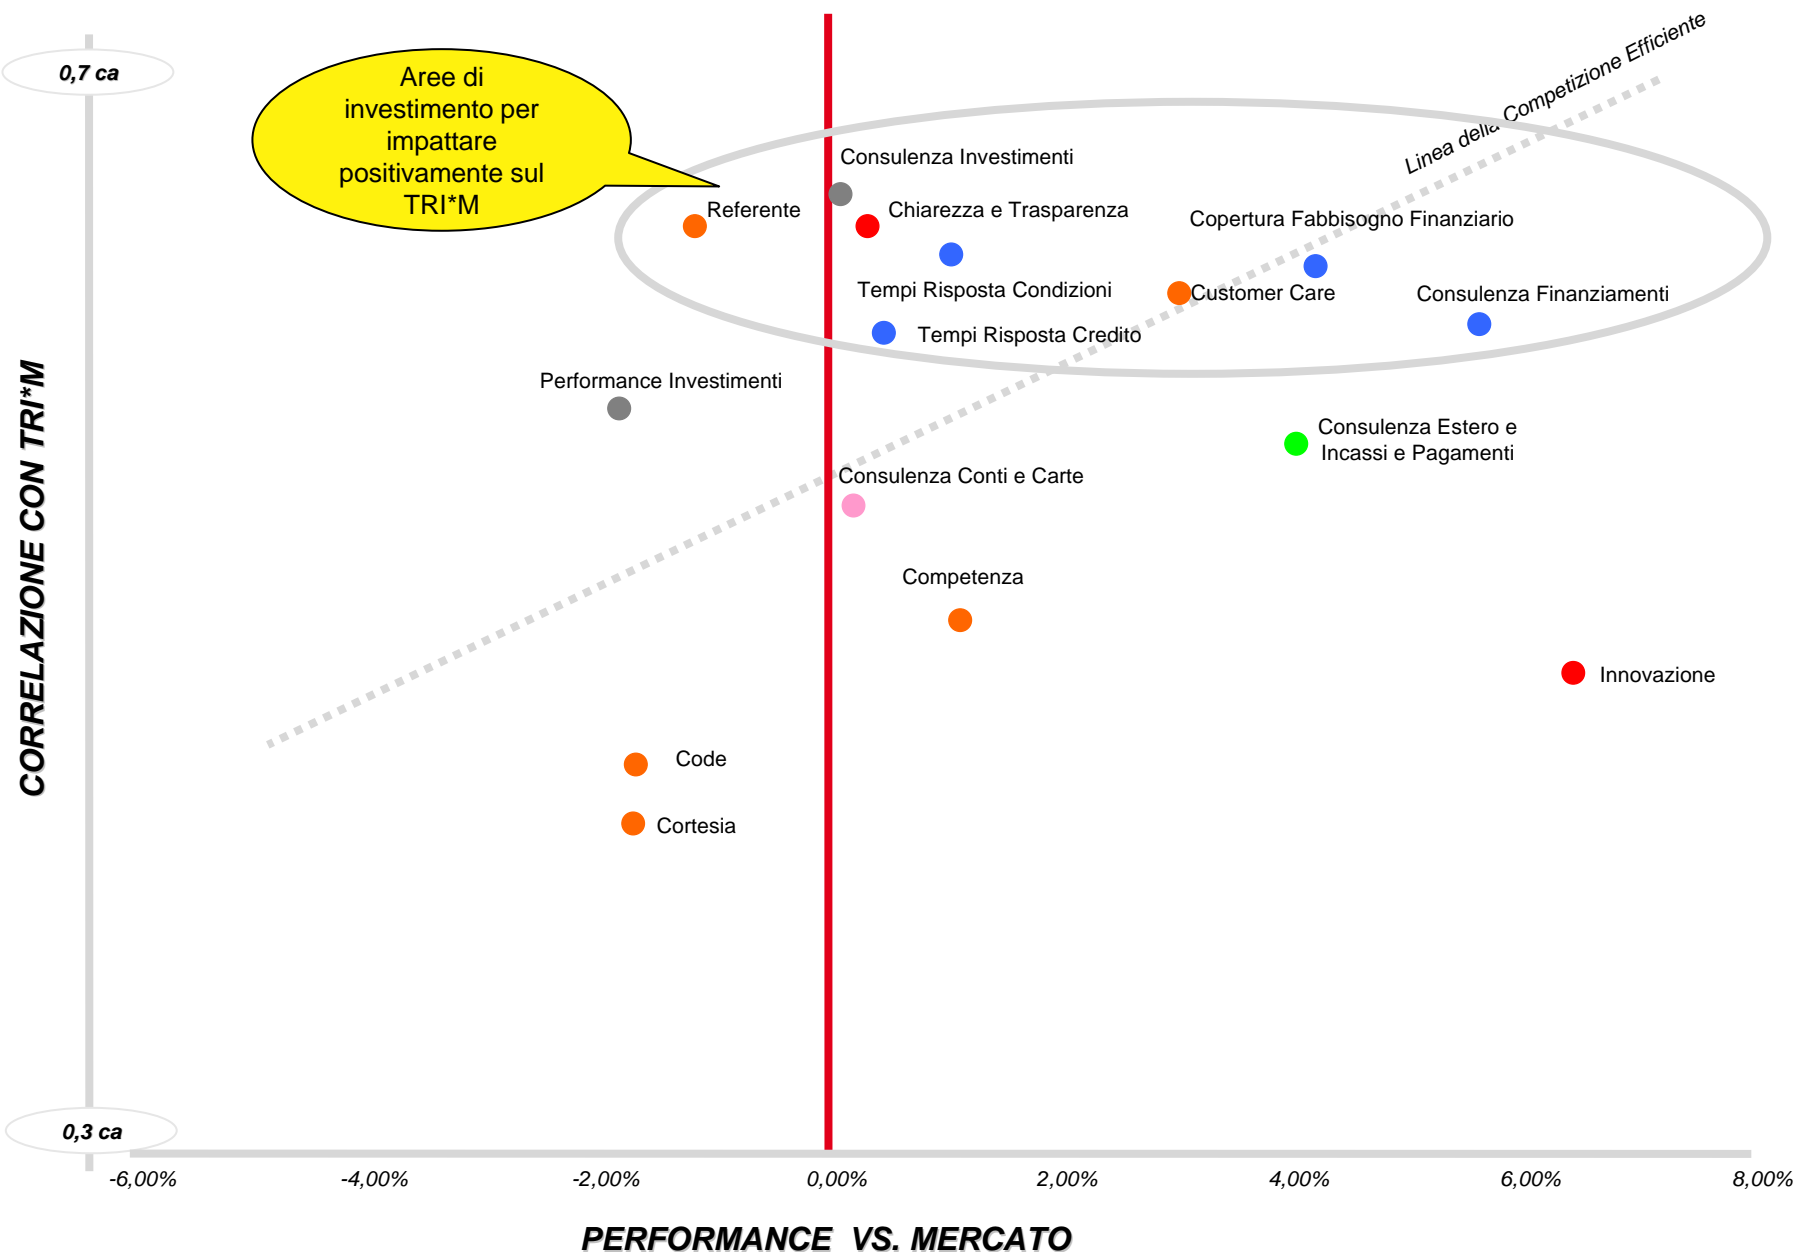 0,7 ca
Aree di
investimento per
impattare
positivamente sul
TRI*M
Linea della Competizione Efficiente
Consulenza Investimenti
Referente
Chiarezza e Trasparenza
Copertura Fabbisogno Finanziario
Tempi Risposta Condizioni
Customer Care
Consulenza Finanziamenti
Tempi Risposta Credito
Performance Investimenti
Consulenza Estero e
Incassi e Pagamenti
Consulenza Conti e Carte
Competenza
Innovazione
Code
Cortesia
CORRELAZIONE CON TRI*M
0,3 ca
-6,00%
-4,00%
-2,00%
0,00%
2,00%
4,00%
6,00%
8,00%
PERFORMANCE VS. MERCATO